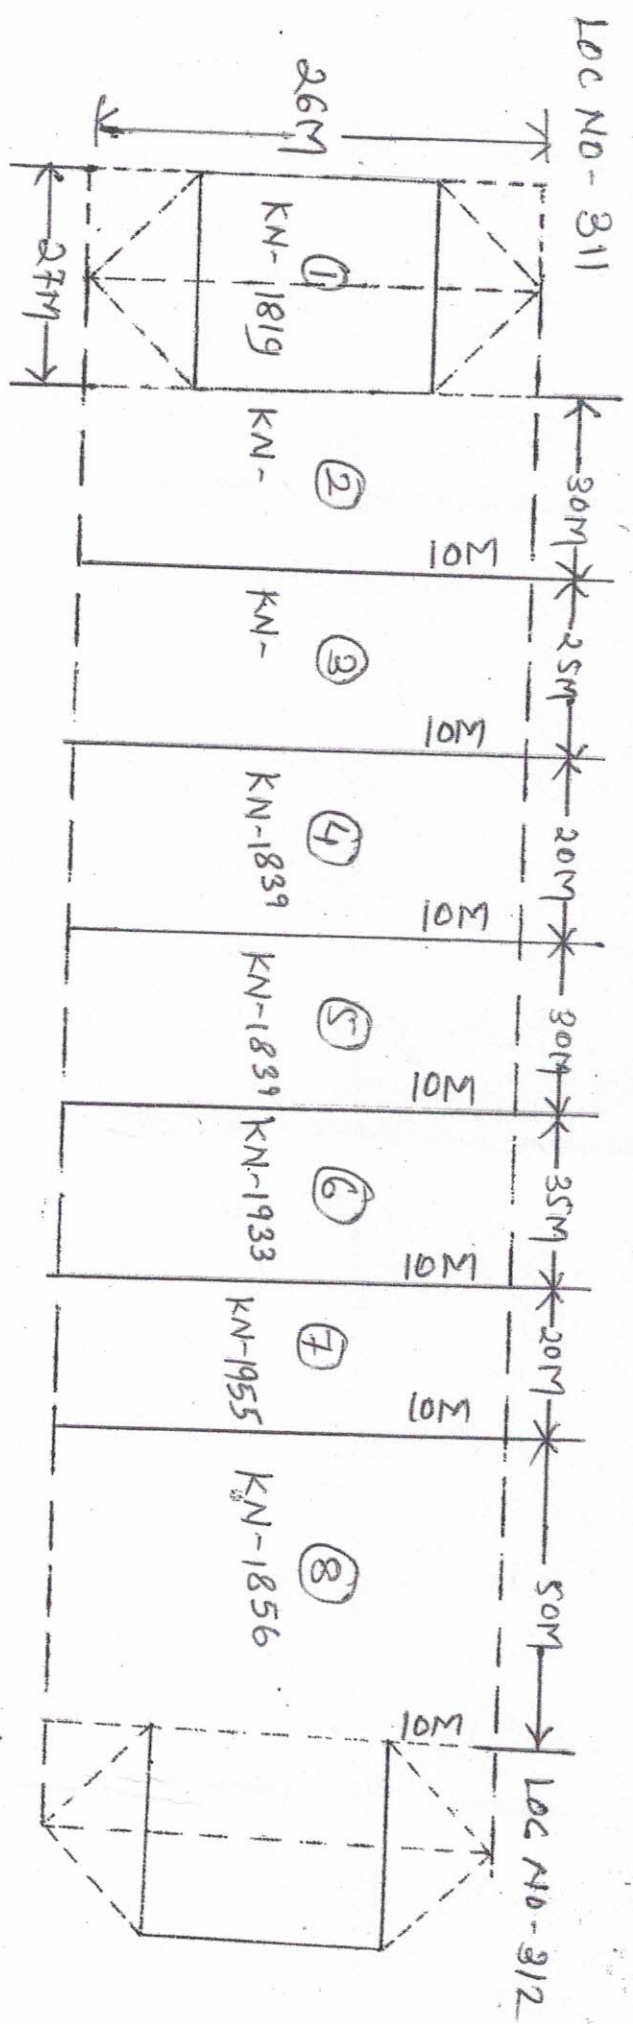 LOC NO-311
26M
27M
①
KN-1819
30M
②
KN-
10M
25M
③
KN-
10M
20M
④
KN-1839
10M
30M
⑤
KN-1839
10M
35M
⑥
KN-1933
10M
20M
⑦
KN-1955
10M
50M
⑧
KN-1856
10M
LOC NO-312